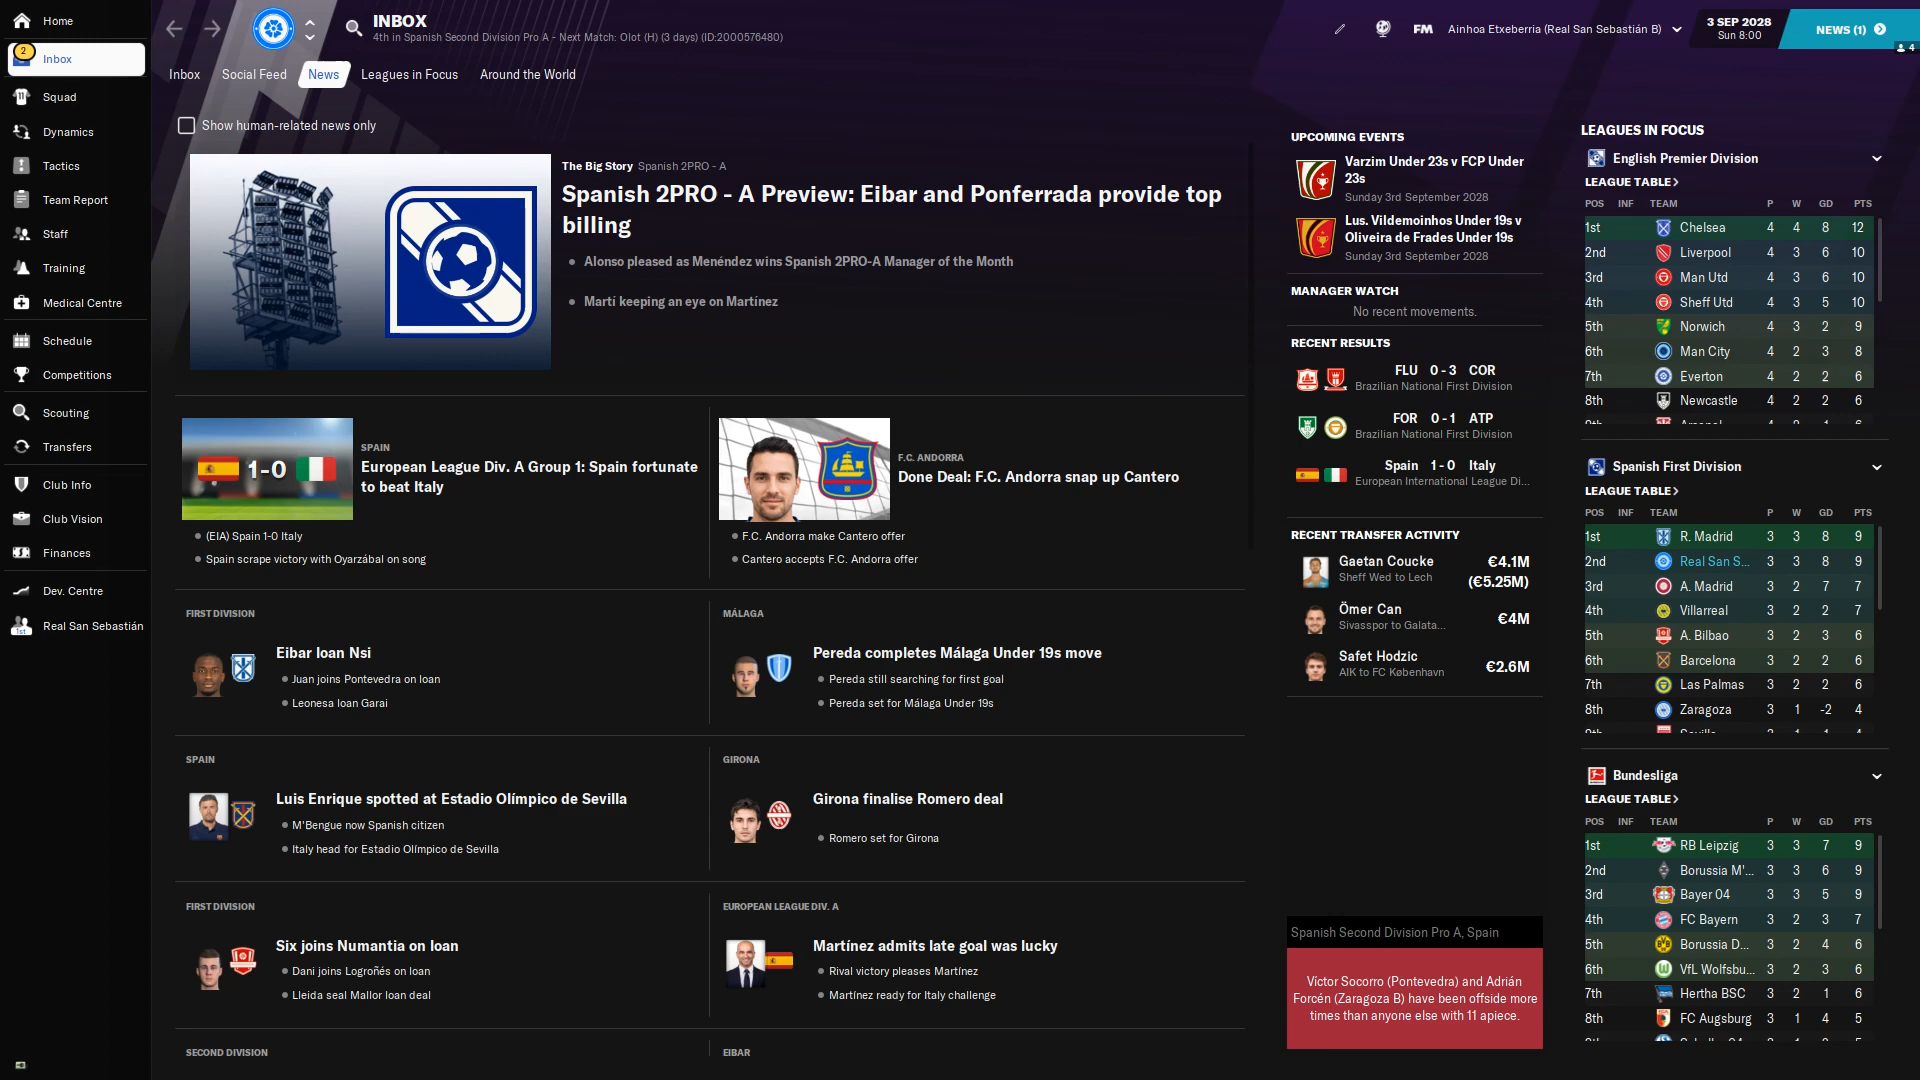 Home
2
Inbox
Squad
Dynamics
Tactics
Team Report
Staff
Training
Medical Centre
Schedule
Competitions
Scouting
Transfers
Club Info
Club Vision
Finances
Dev. Centre
1st
Real San Sebastián
INBOX
4th in Spanish Second Division Pro A - Next Match: Olot (H) (3 days) (ID:2000576480)
FM
Ainhoa Etxeberria (Real San Sebastián B)
3 SEP 2028
Sun 8:00
NEWS (1)
4
Inbox Social Feed News Leagues in Focus Around the World
Show human-related news only
The Big Story Spanish 2PRO - A
Spanish 2PRO - A Preview: Eibar and Ponferrada provide top
billing
Alonso pleased as Menéndez wins Spanish 2PRO-A Manager of the Month
Martí keeping an eye on Martínez
1-0
SPAIN
European League Div. A Group 1: Spain fortunate
to beat Italy
(EIA) Spain 1-0 Italy
Spain scrape victory with Oyarzábal on song
F.C. ANDORRA
Done Deal: F.C. Andorra snap up Cantero
F.C. Andorra make Cantero offer
Cantero accepts F.C. Andorra offer
FIRST DIVISION
Eibar loan Nsi
Juan joins Pontevedra on loan
Leonesa loan Garai
MÁLAGA
Pereda completes Málaga Under 19s move
Pereda still searching for first goal
Pereda set for Málaga Under 19s
SPAIN
Luis Enrique spotted at Estadio Olímpico de Sevilla
M'Bengue now Spanish citizen
Italy head for Estadio Olímpico de Sevilla
GIRONA
Girona finalise Romero deal
Romero set for Girona
FIRST DIVISION
Six joins Numantia on loan
Dani joins Logroñés on loan
Lleida seal Mallor loan deal
EUROPEAN LEAGUE DIV. A
Martínez admits late goal was lucky
Rival victory pleases Martínez
Martínez ready for Italy challenge
SECOND DIVISION
EIBAR
UPCOMING EVENTS
Varzim Under 23s v FCP Under
23s
Sunday 3rd September 2028
Lus. Vildemoinhos Under 19s v
Oliveira de Frades Under 19s
Sunday 3rd September 2028
MANAGER WATCH
No recent movements.
RECENT RESULTS
FLU 0 - 3 COR
Brazilian National First Division
FOR 0 - 1 ATP
Brazilian National First Division
Spain 1 - 0 Italy
European International League Di...
RECENT TRANSFER ACTIVITY
Gaetan Coucke €4.1M
Sheff Wed to Lech (€5.25M)
Ömer Can €4M
Sivasspor to Galata...
Safet Hodzic €2.6M
AIK to FC København
Spanish Second Division Pro A, Spain
Víctor Socorro (Pontevedra) and Adrián
Forcén (Zaragoza B) have been offside more
times than anyone else with 11 apiece.
LEAGUES IN FOCUS
English Premier Division
LEAGUE TABLE
POS INF TEAM P W GD PTS
1st Chelsea 4 4 8 12
2nd Liverpool 4 3 6 10
3rd Man Utd 4 3 6 10
4th Sheff Utd 4 3 5 10
5th Norwich 4 3 2 9
6th Man City 4 2 3 8
7th Everton 4 2 2 6
8th Newcastle 4 2 2 6
Spanish First Division
LEAGUE TABLE
POS INF TEAM P W GD PTS
1st R. Madrid 3 3 8 9
2nd Real San S... 3 3 8 9
3rd A. Madrid 3 2 7 7
4th Villarreal 3 2 2 7
5th A. Bilbao 3 2 3 6
6th Barcelona 3 2 2 6
7th Las Palmas 3 2 2 6
8th Zaragoza 3 1 -2 4
Bundesliga
LEAGUE TABLE
POS INF TEAM P W GD PTS
1st RB Leipzig 3 3 7 9
2nd Borussia M'... 3 3 6 9
3rd Bayer 04 3 3 5 9
4th FC Bayern 3 2 3 7
5th Borussia D... 3 2 4 6
6th VfL Wolfsbu... 3 2 3 6
7th Hertha BSC 3 2 1 6
8th FC Augsburg 3 1 4 5